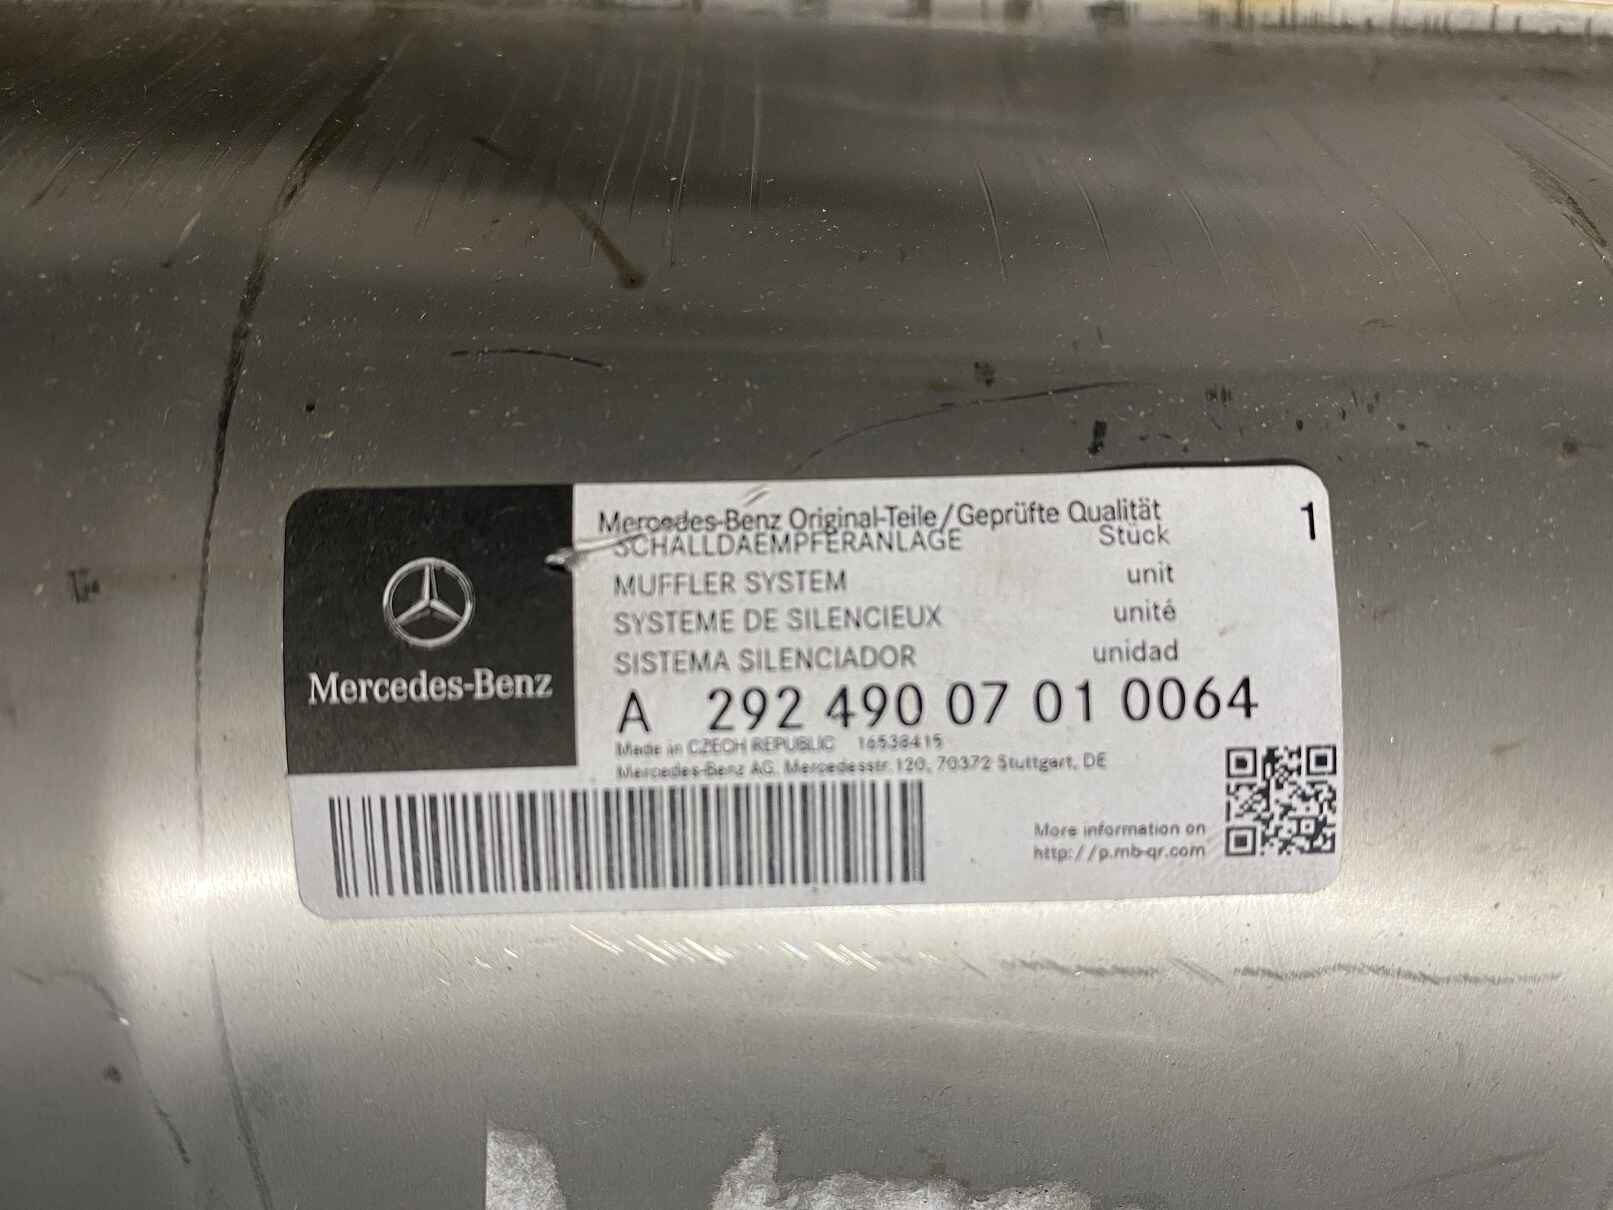 Mercedes-Benz Original-Teile/Geprüfte Qualität 1
SCHALLDAEMPFERANLAGE Stück
MUFFLER SYSTEM unit
SYSTEME DE SILENCIEUX unité
SISTEMA SILENCIADOR unidad
Mercedes-Benz
A 292 490 07 01 0064
Made in CZECH REPUBLIC 16538415
Mercedes-Benz AG, Mercedesstr.120, 70372 Stuttgart, DE
More information on
http://p.mb-qr.com